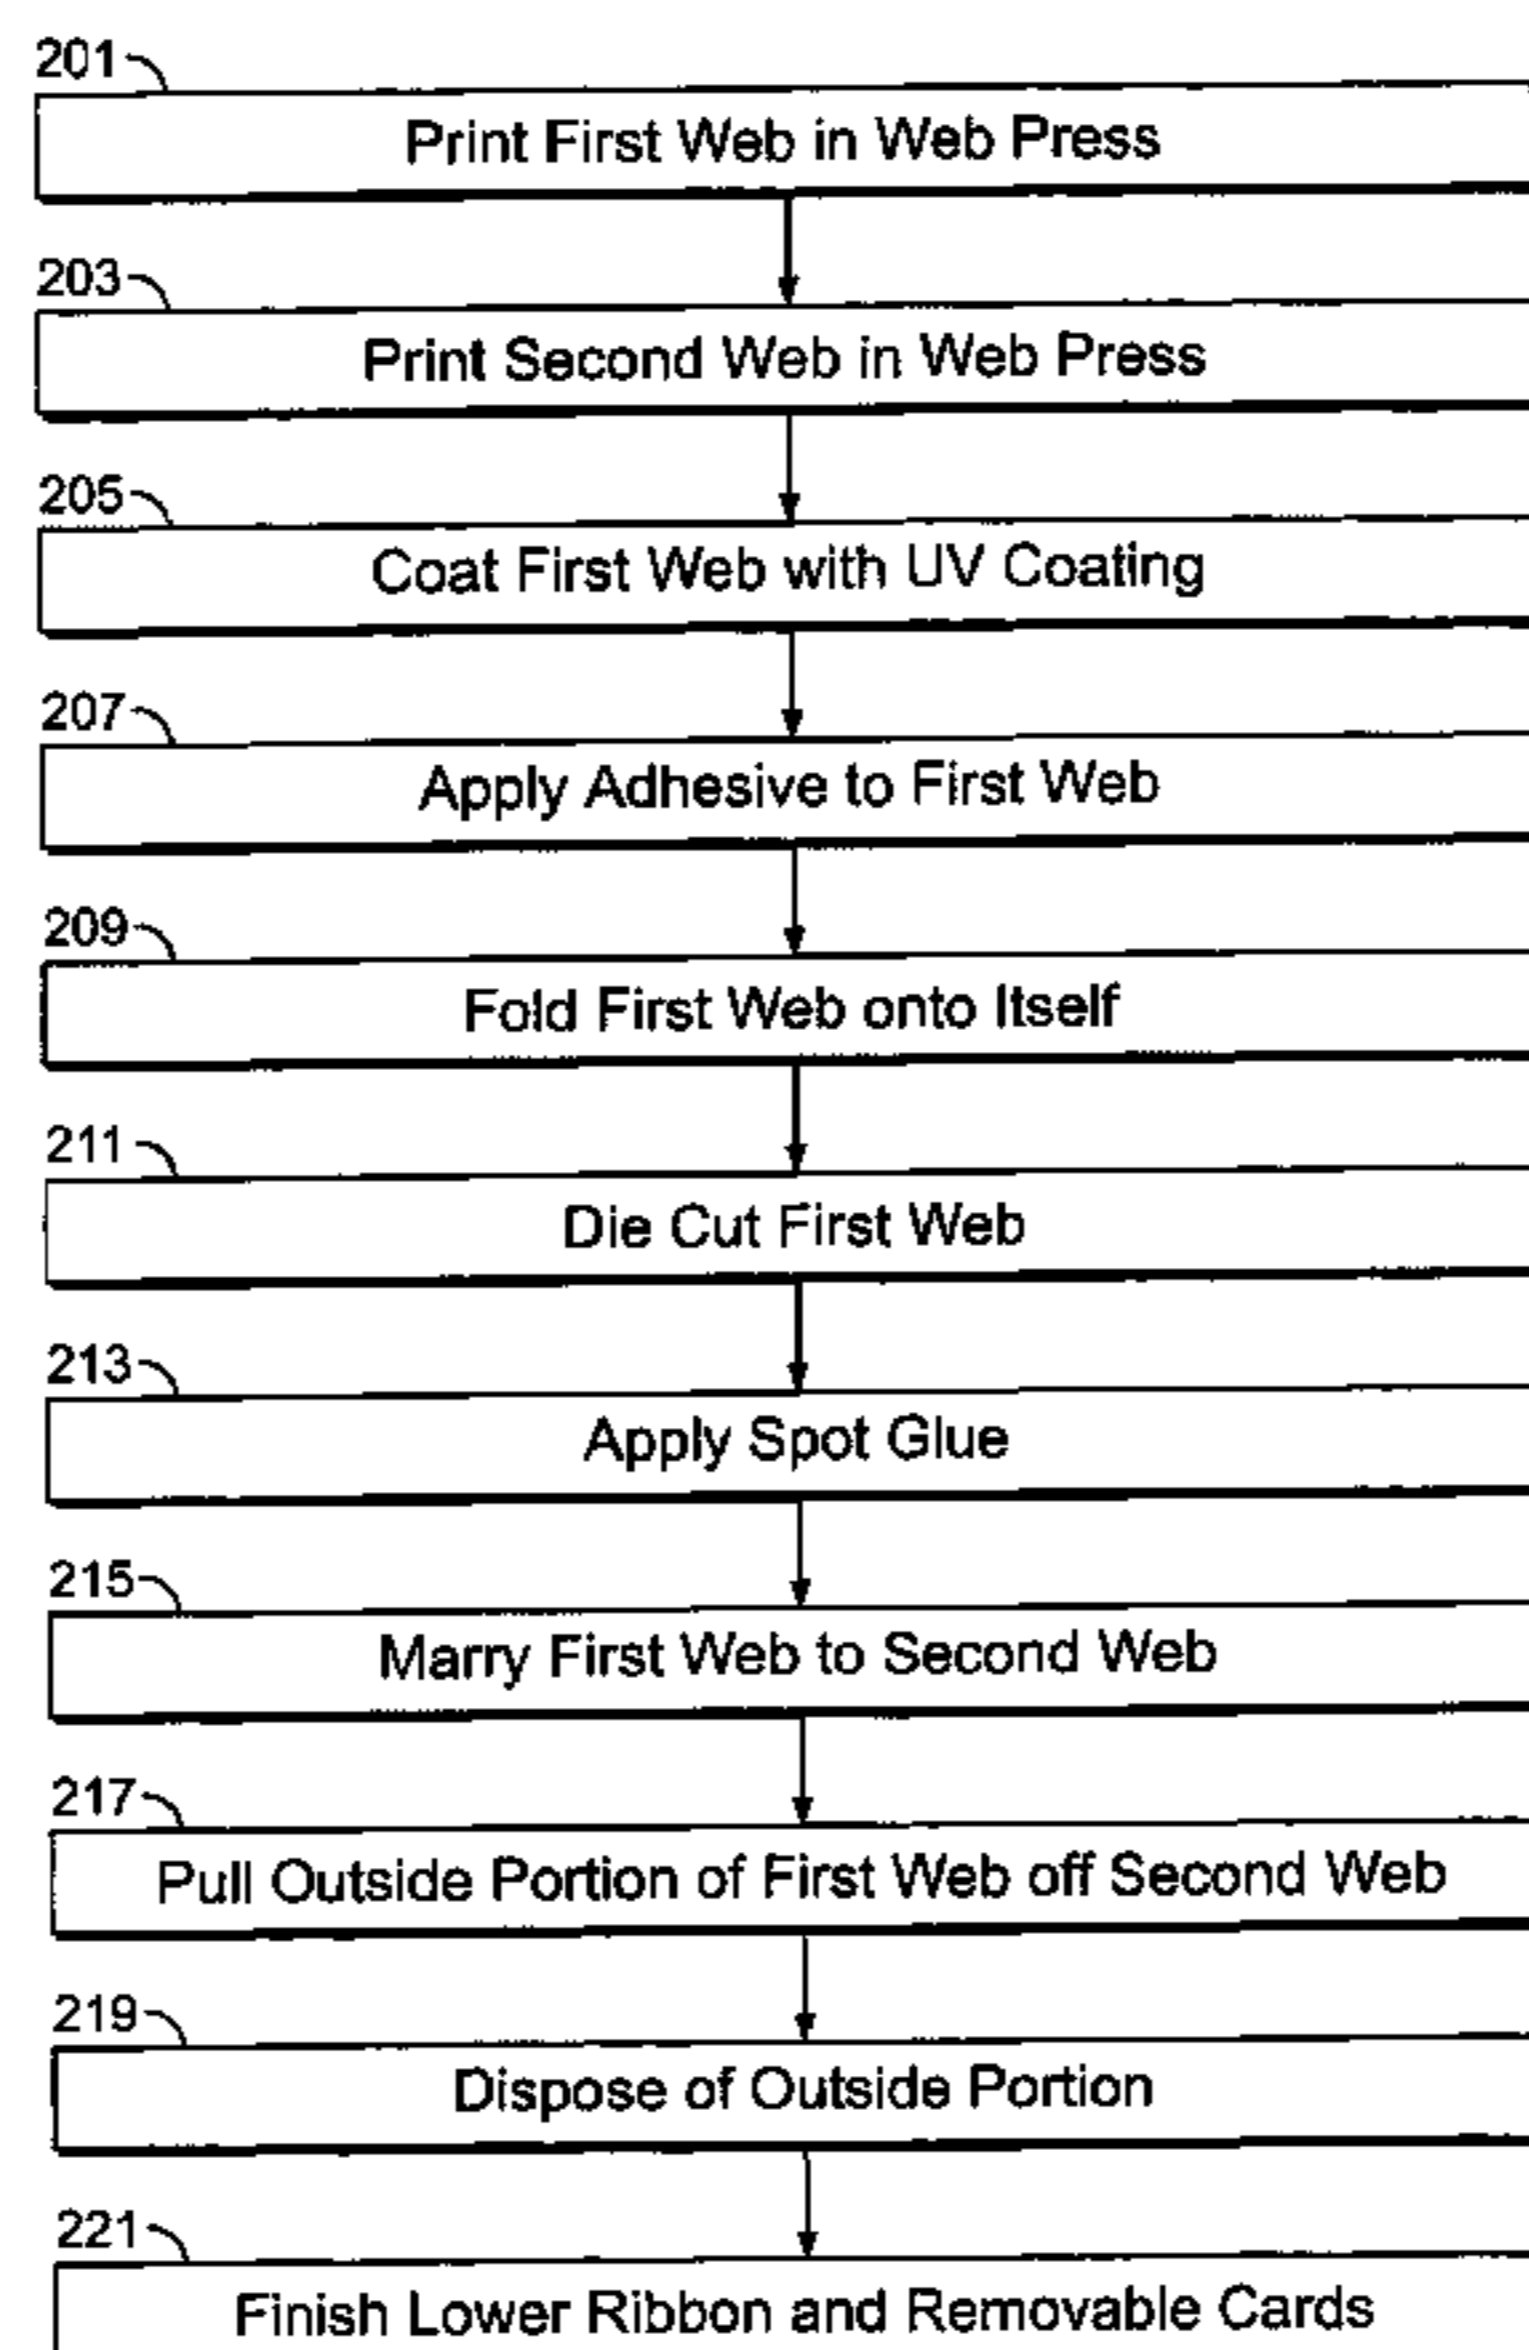 201
Print First Web in Web Press
203
Print Second Web in Web Press
205
Coat First Web with UV Coating
207
Apply Adhesive to First Web
209
Fold First Web onto Itself
211
Die Cut First Web
213
Apply Spot Glue
215
Marry First Web to Second Web
217
Pull Outside Portion of First Web off Second Web
219
Dispose of Outside Portion
221
Finish Lower Ribbon and Removable Cards